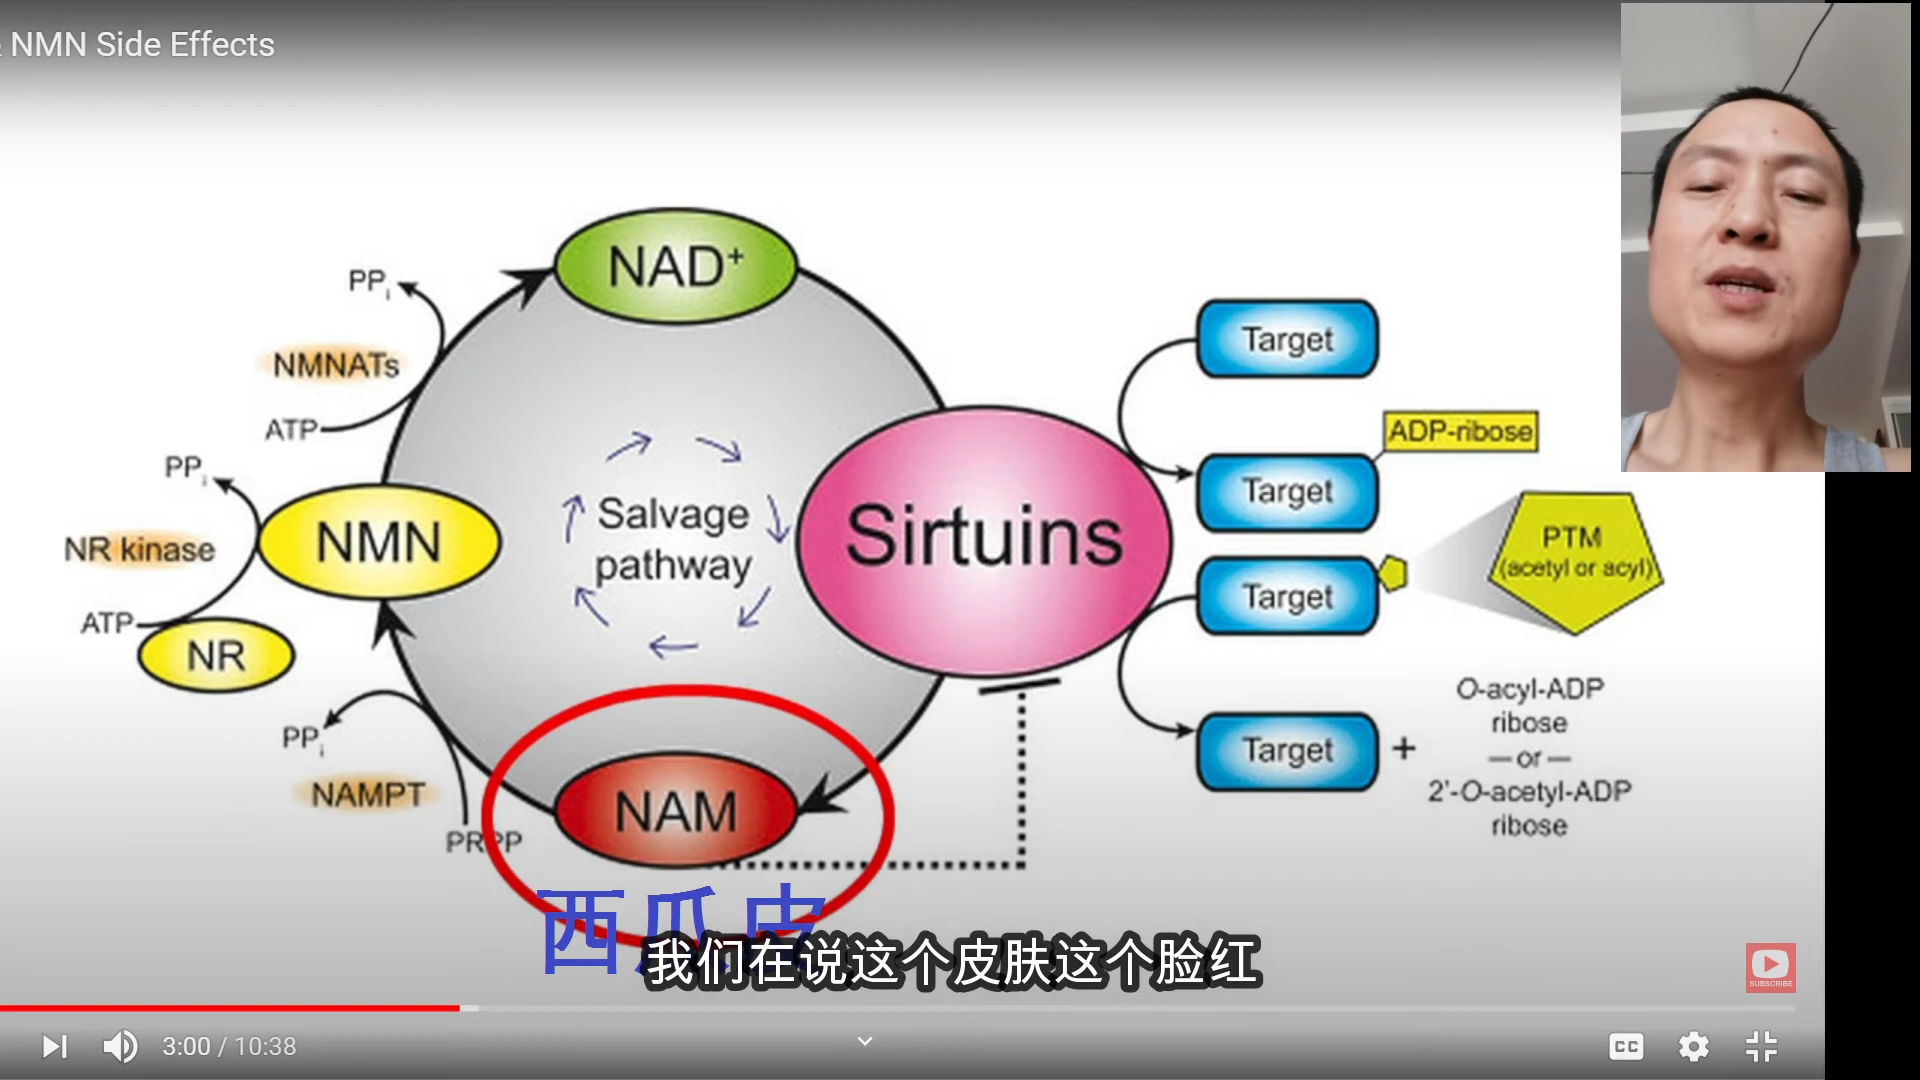 NMN Side Effects
NAD+
PPi
NMNATs
ATP
PPi
NR kinase
ATP
NMN
NR
Salvage
pathway
Sirtuins
PPi
NAMPT
PRPP
NAM
Target
ADP-ribose
Target
PTM
(acetyl or acyl)
Target
Target
+
O-acyl-ADP
ribose
—or—
2'-O-acetyl-ADP
ribose
西瓜皮
我们在说这个皮肤这个脸红
SUBSCRIBE
3:00 / 10:38
CC